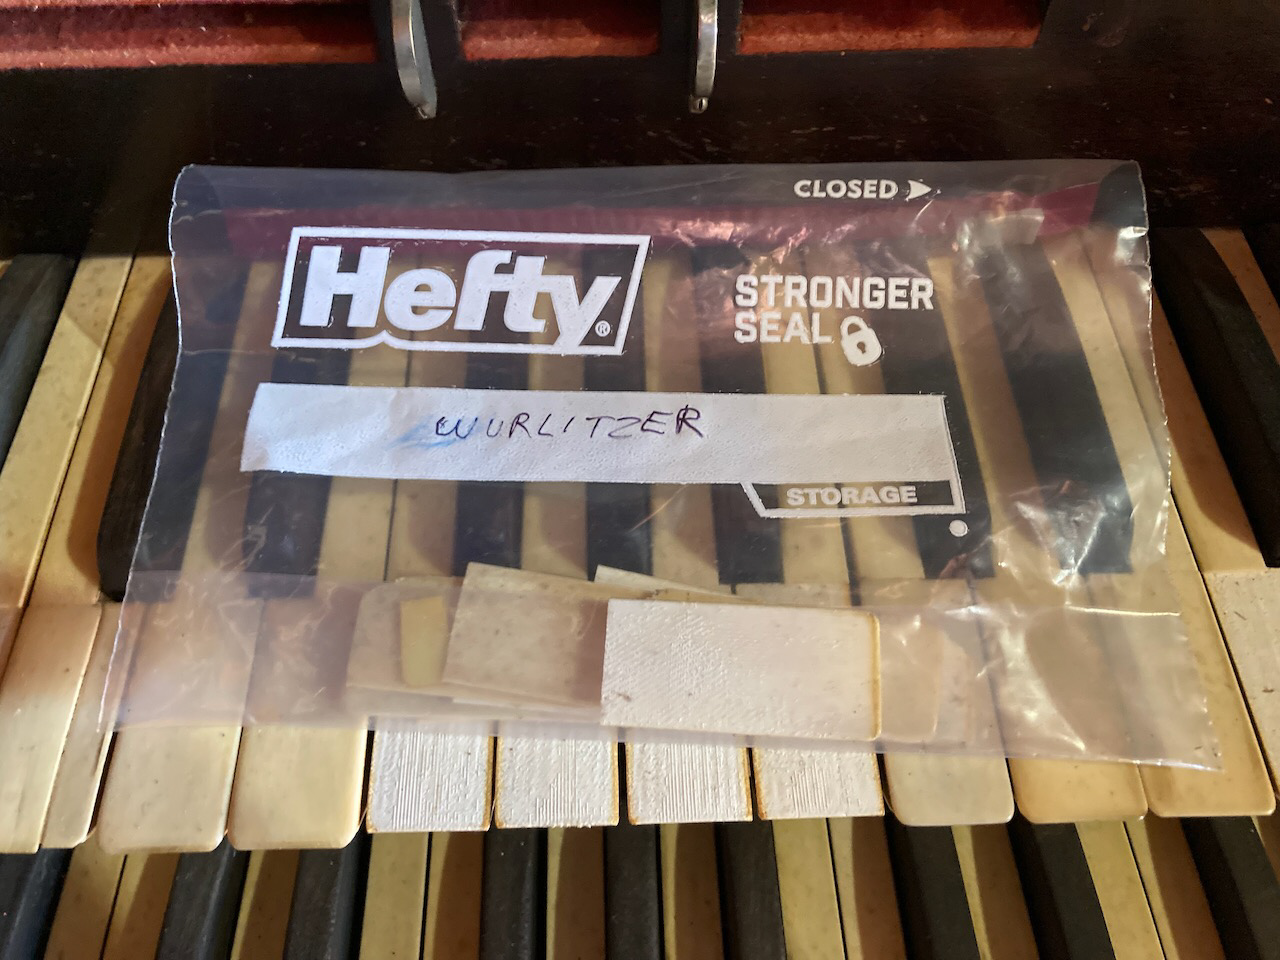 CLOSED
Hefty®
STRONGER
SEAL
WURLITZER
STORAGE